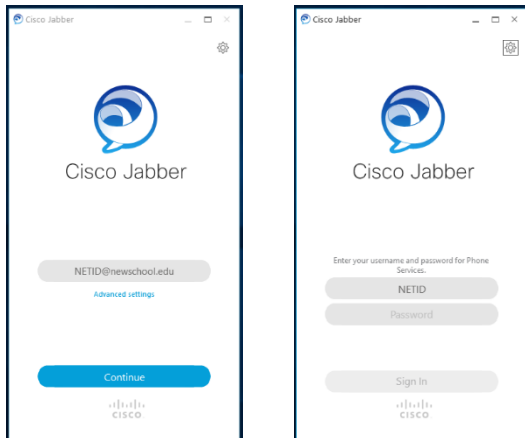 Cisco Jabber
Cisco Jabber
NETID@newschool.edu
Advanced settings
Continue
CISCO
Cisco Jabber
Cisco Jabber
Enter your username and password for Phone
Services.
NETID
Password
Sign In
CISCO